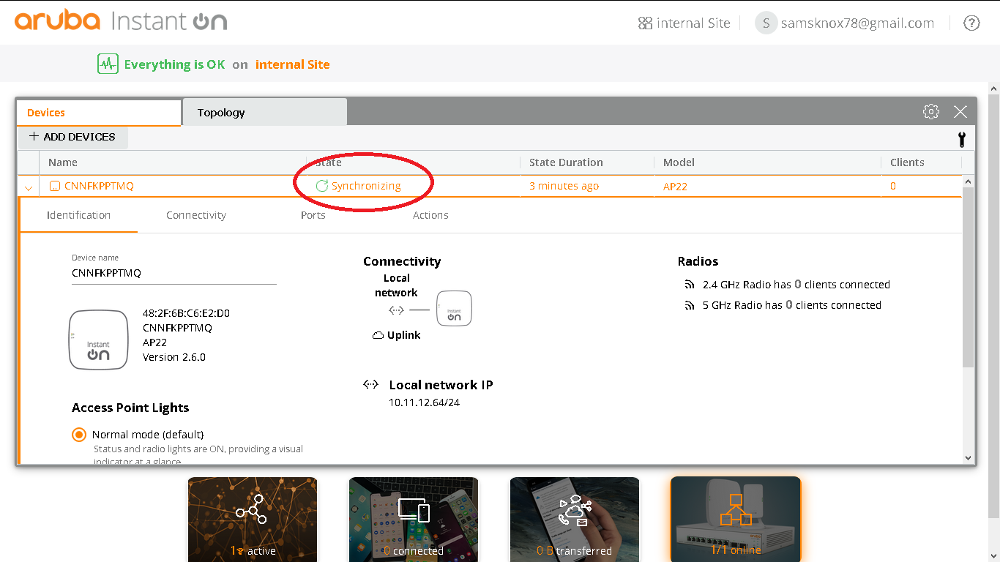 aruba Instant On
internal Site
S samsknox78@gmail.com
?
Everything is OK on internal Site
Devices
Topology
+ ADD DEVICES
Name
State
State Duration
Model
Clients
CNNFKPPTMQ
Synchronizing
3 minutes ago
AP22
0
Identification
Connectivity
Ports
Actions
Device name
CNNFKPPTMQ
Instant
on
48:2F:6B:C6:E2:D0
CNNFKPPTMQ
AP22
Version 2.6.0
Access Point Lights
Normal mode (default)
Status and radio lights are ON, providing a visual
indicator at a glance
Connectivity
Local
network
Instant
on
Uplink
Local network IP
10.11.12.64/24
Radios
2.4 GHz Radio has 0 clients connected
5 GHz Radio has 0 clients connected
1 active
0 connected
0 B transferred
1/1 online